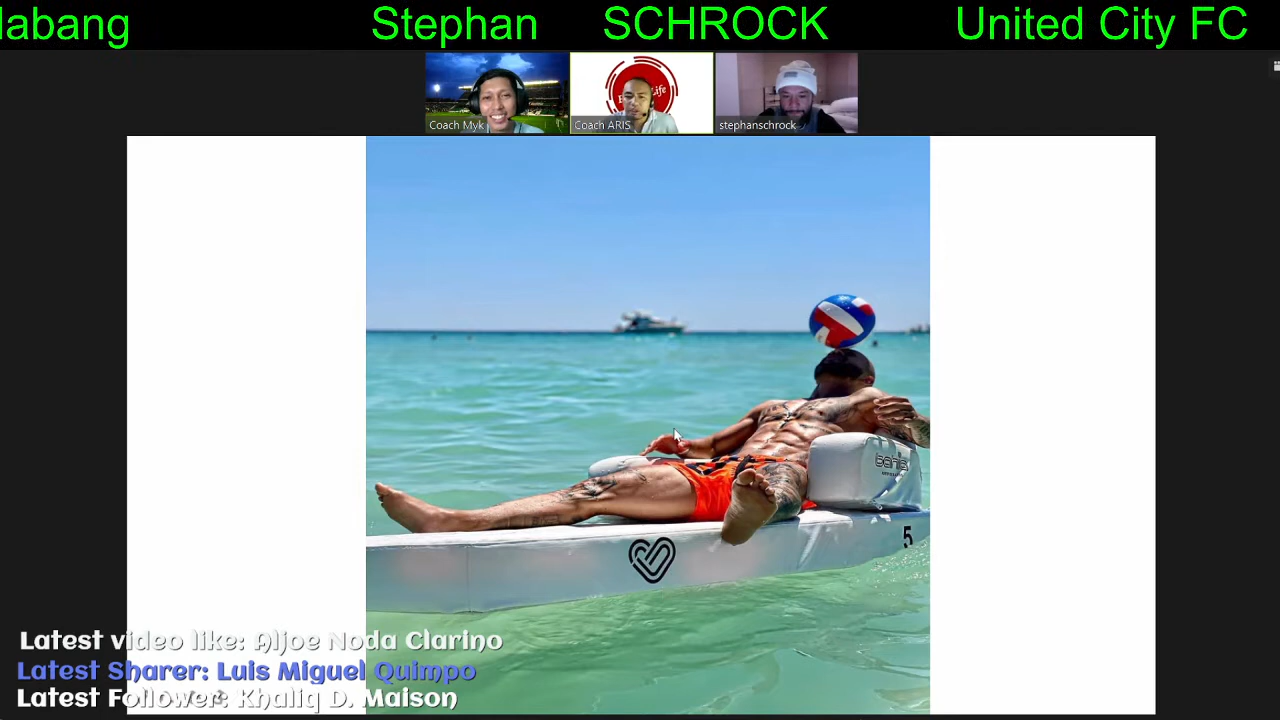 labang Stephan SCHROCK United City FC
Coach Myk
Coach ARIS
stephanschrock
bahia
5
Latest video like: Aljoe Noda Clarino
Latest Sharer: Luis Miguel Quimpo
Latest Follower: Khaliq D. Maison